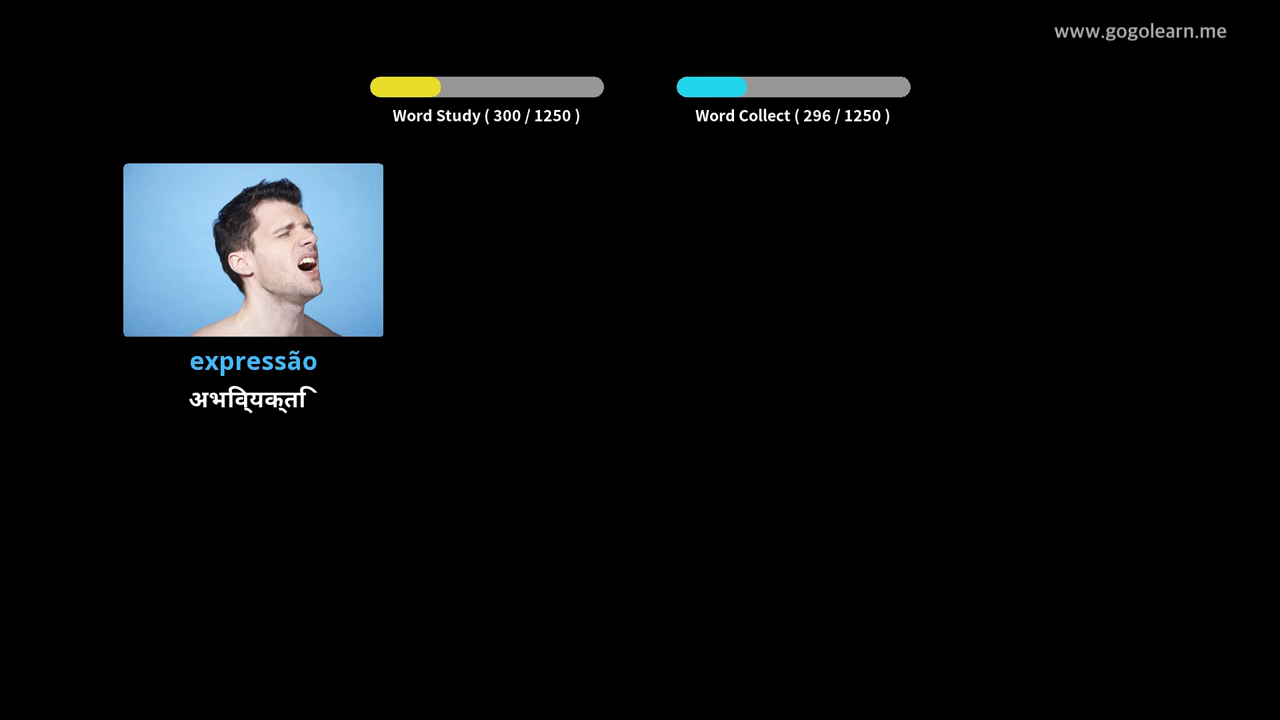 www.gogolearn.me
Word Study ( 300 / 1250 )
Word Collect ( 296 / 1250 )
expressão
अभिव्यक्ति